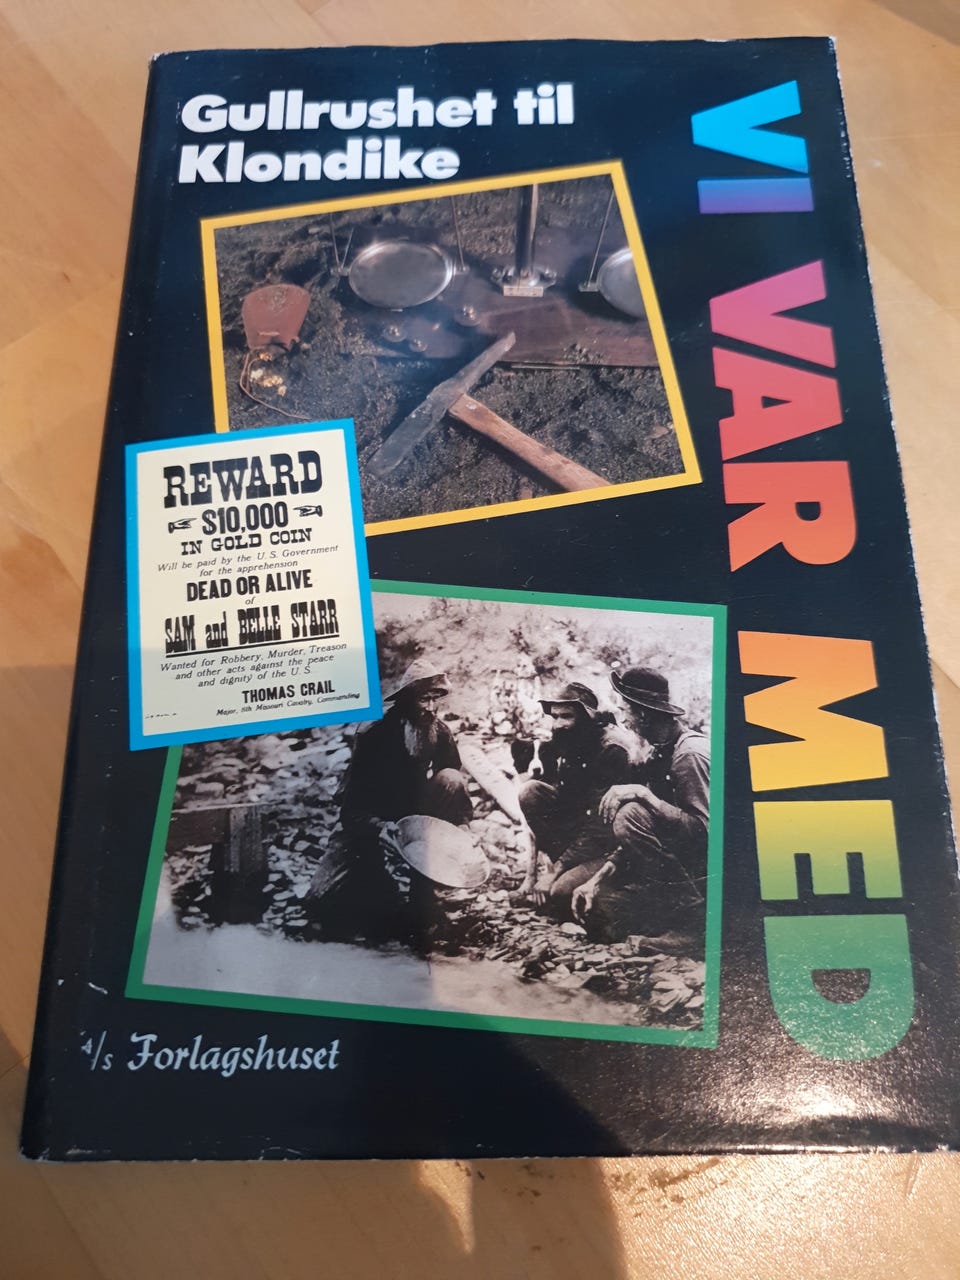 Gullrushet til
Klondike
VI VAR MED
REWARD
$10,000
IN GOLD COIN
Will be paid by the U.S. Government
for the apprehension
DEAD OR ALIVE
of
SAM and BELLE STARR
Wanted for Robbery, Murder, Treason
and other acts against the peace
and dignity of the U.S.
THOMAS CRAIL
Major, 8th Missouri Cavalry, Commanding
A/s Forlagshuset